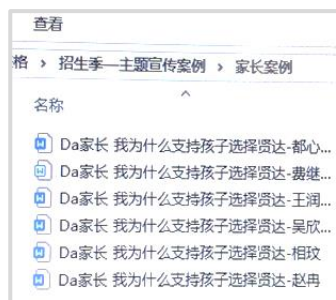 查看
格 › 招生季—主题宣传案例 › 家长案例
名称
Da家长 我为什么支持孩子选择贤达-都心...
Da家长 我为什么支持孩子选择贤达-费继...
Da家长 我为什么支持孩子选择贤达-王润...
Da家长 我为什么支持孩子选择贤达-吴欣...
Da家长 我为什么支持孩子选择贤达-相玟
Da家长 我为什么支持孩子选择贤达-赵冉